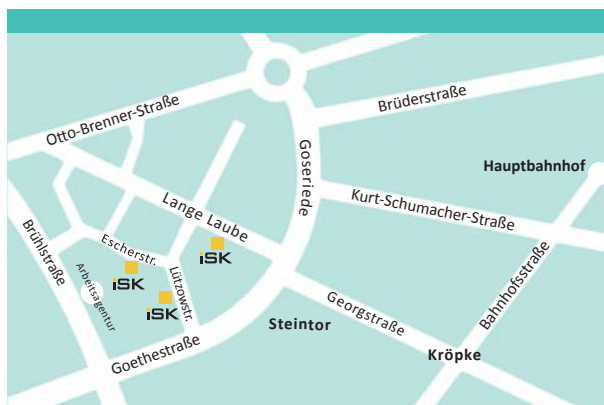 Otto-Brenner-Straße
Brüderstraße
Goseriede
Hauptbahnhof
Kurt-Schumacher-Straße
Lange Laube
Brühlstraße
Escherstr.
Arbeitsagentur
iSK
iSK
iSK
Lützowstr.
Bahnhofsstraße
Georgstraße
Steintor
Goethestraße
Kröpke